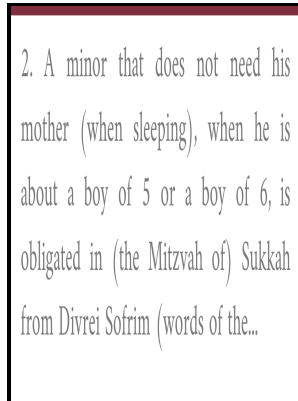 2. A minor that does not need his
mother (when sleeping), when he is
about a boy of 5 or a boy of 6, is
obligated in (the Mitzvah of) Sukkah
from Divrei Sofrim (words of the...